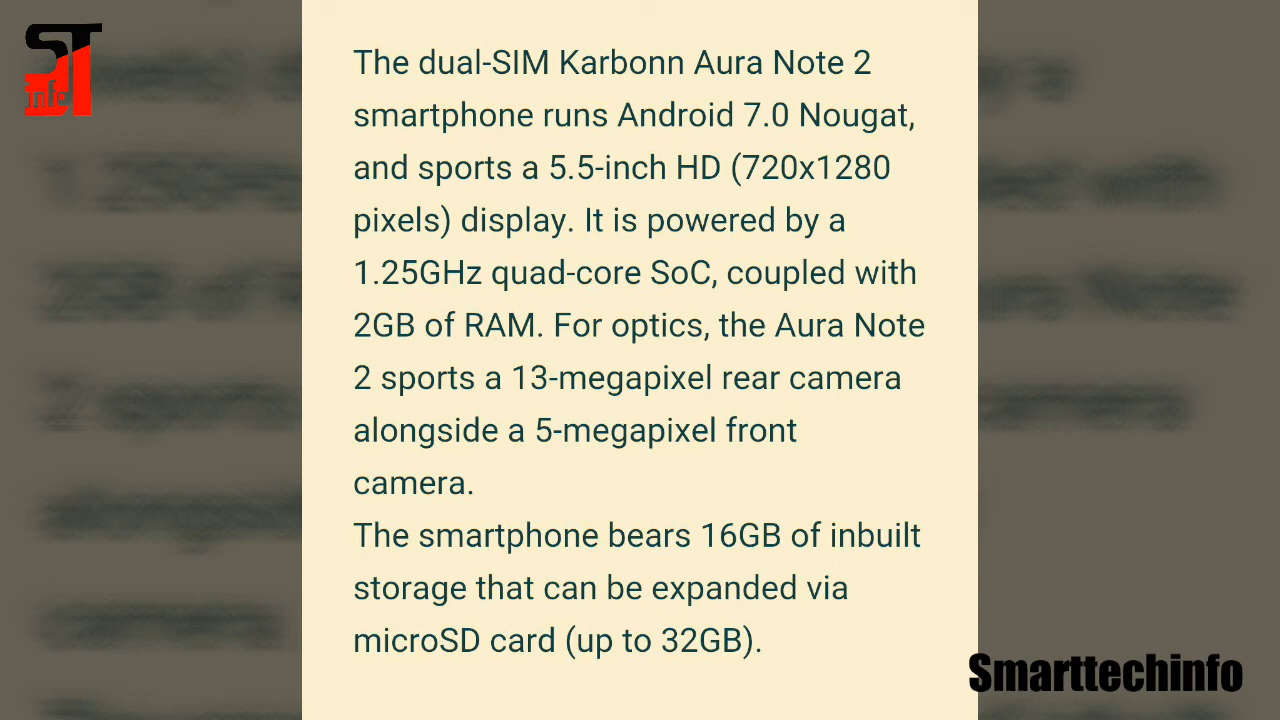 ST
info
The dual-SIM Karbonn Aura Note 2
smartphone runs Android 7.0 Nougat,
and sports a 5.5-inch HD (720x1280
pixels) display. It is powered by a
1.25GHz quad-core SoC, coupled with
2GB of RAM. For optics, the Aura Note
2 sports a 13-megapixel rear camera
alongside a 5-megapixel front
camera.
The smartphone bears 16GB of inbuilt
storage that can be expanded via
microSD card (up to 32GB).
Smarttechinfo